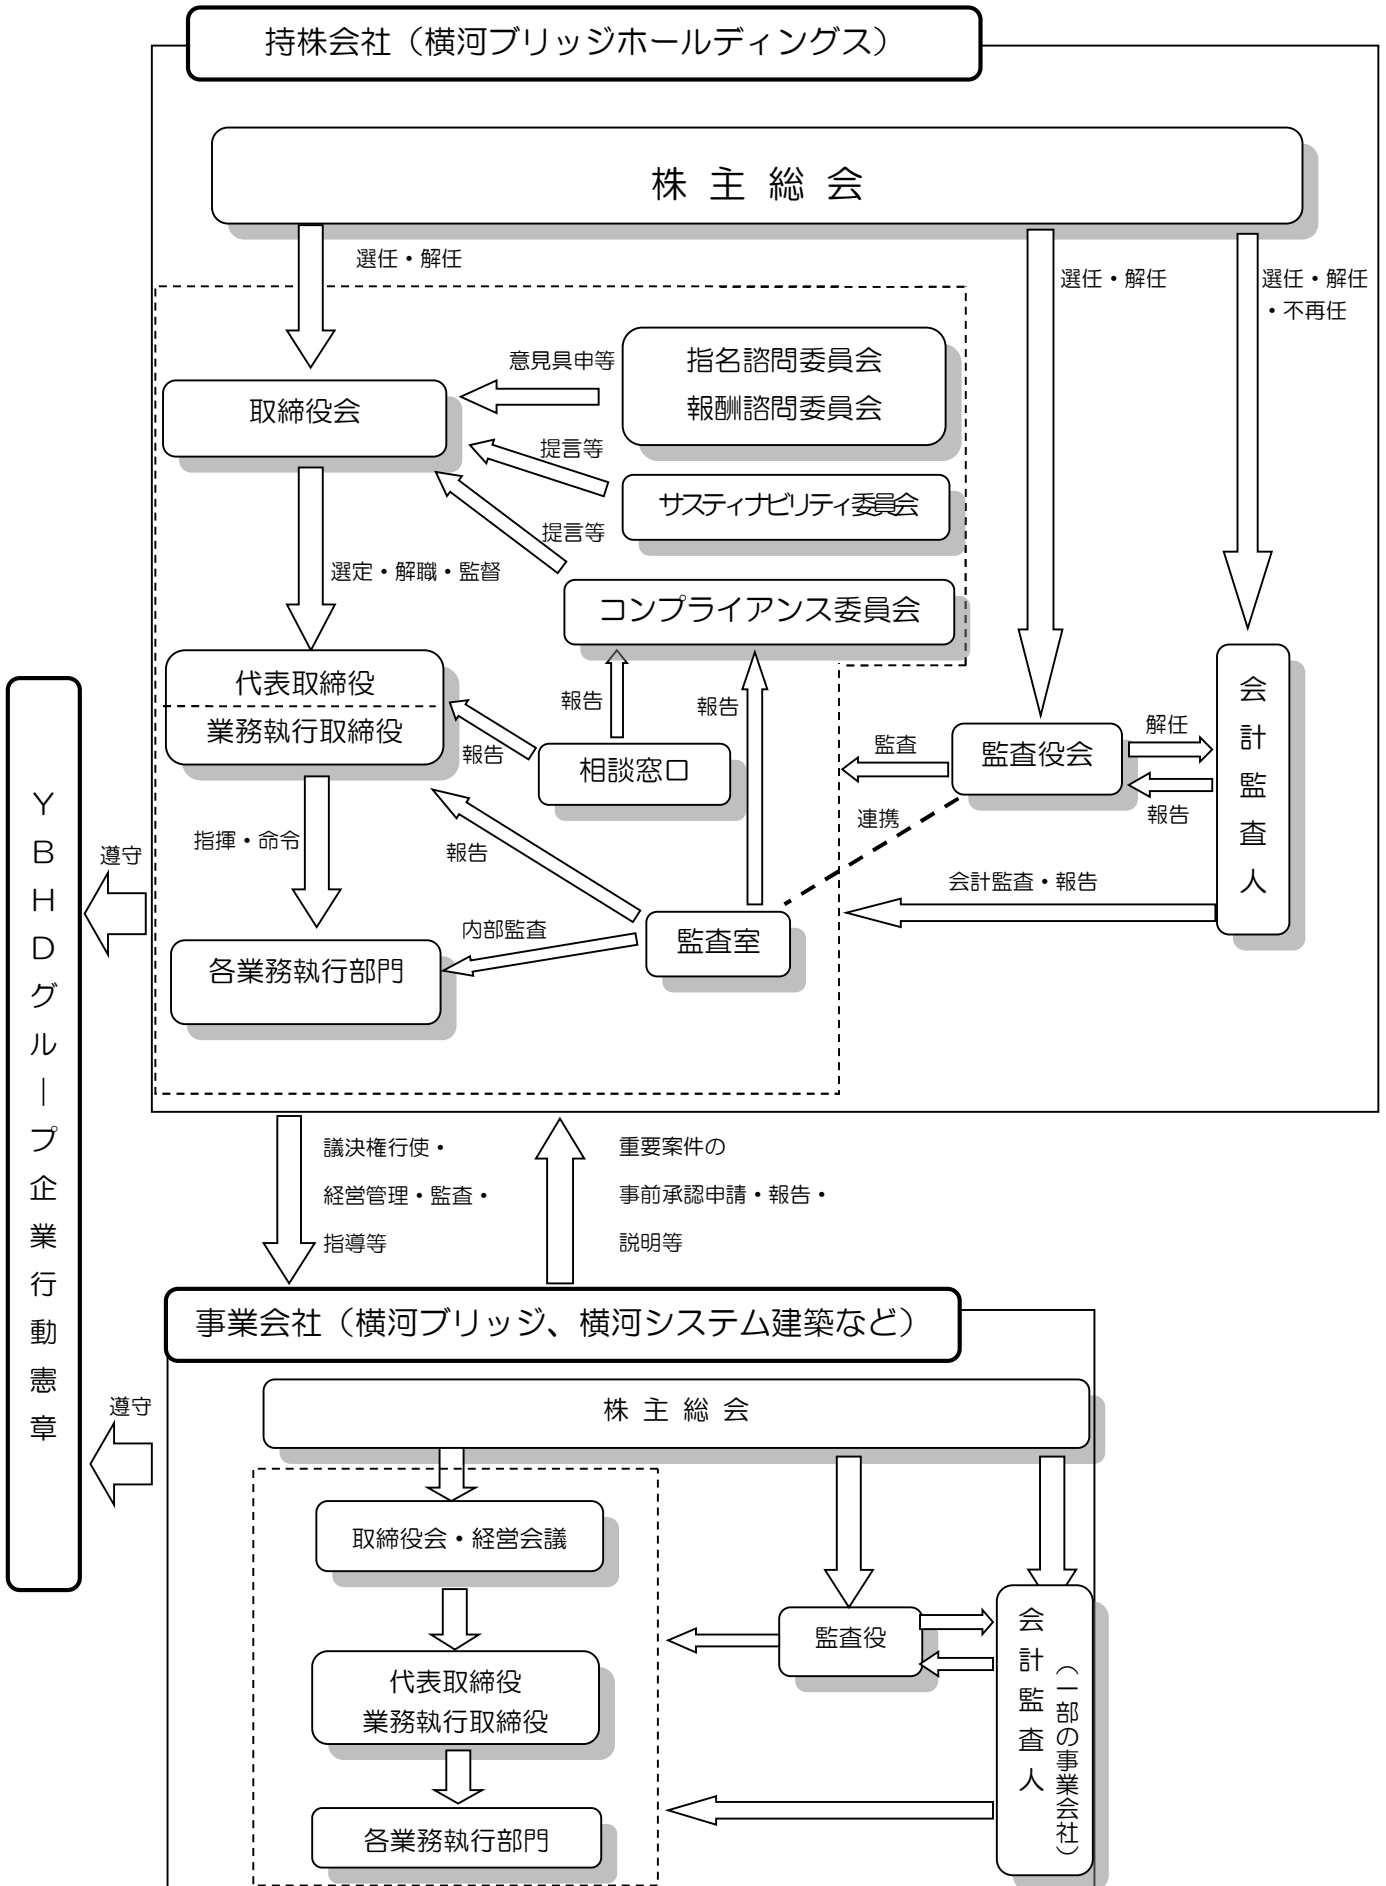 持株会社（横河ブリッジホールディングス）
株主総会
選任・解任
選任・解任
選任・解任
・不再任
意見具申等
指名諮問委員会
報酬諮問委員会
取締役会
提言等
サスティナビリティ委員会
提言等
選定・解職・監督
コンプライアンス委員会
代表取締役
業務執行取締役
報告
報告
報告
相談窓口
監査
監査役会
解任
報告
会計監査人
連携
指揮・命令
報告
会計監査・報告
内部監査
監査室
各業務執行部門
遵守
YBHDグループ企業行動憲章
議決権行使・
経営管理・監査・
指導等
重要案件の
事前承認申請・報告・
説明等
事業会社（横河ブリッジ、横河システム建築など）
株主総会
遵守
取締役会・経営会議
監査役
会計監査人
（一部の事業会社）
代表取締役
業務執行取締役
各業務執行部門